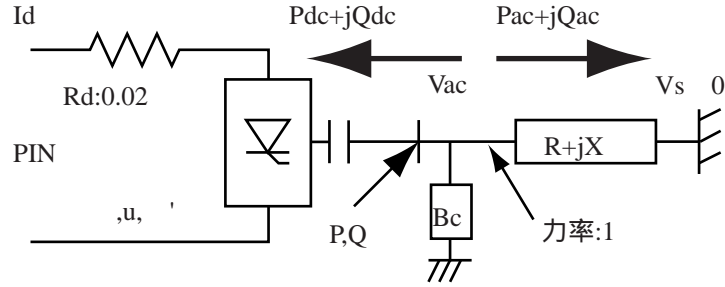 Id
Pdc+jQdc
Pac+jQac
Vac
Vs 0
Rd:0.02
R+jX
PIN
,u, '
P,Q
Bc
力率:1